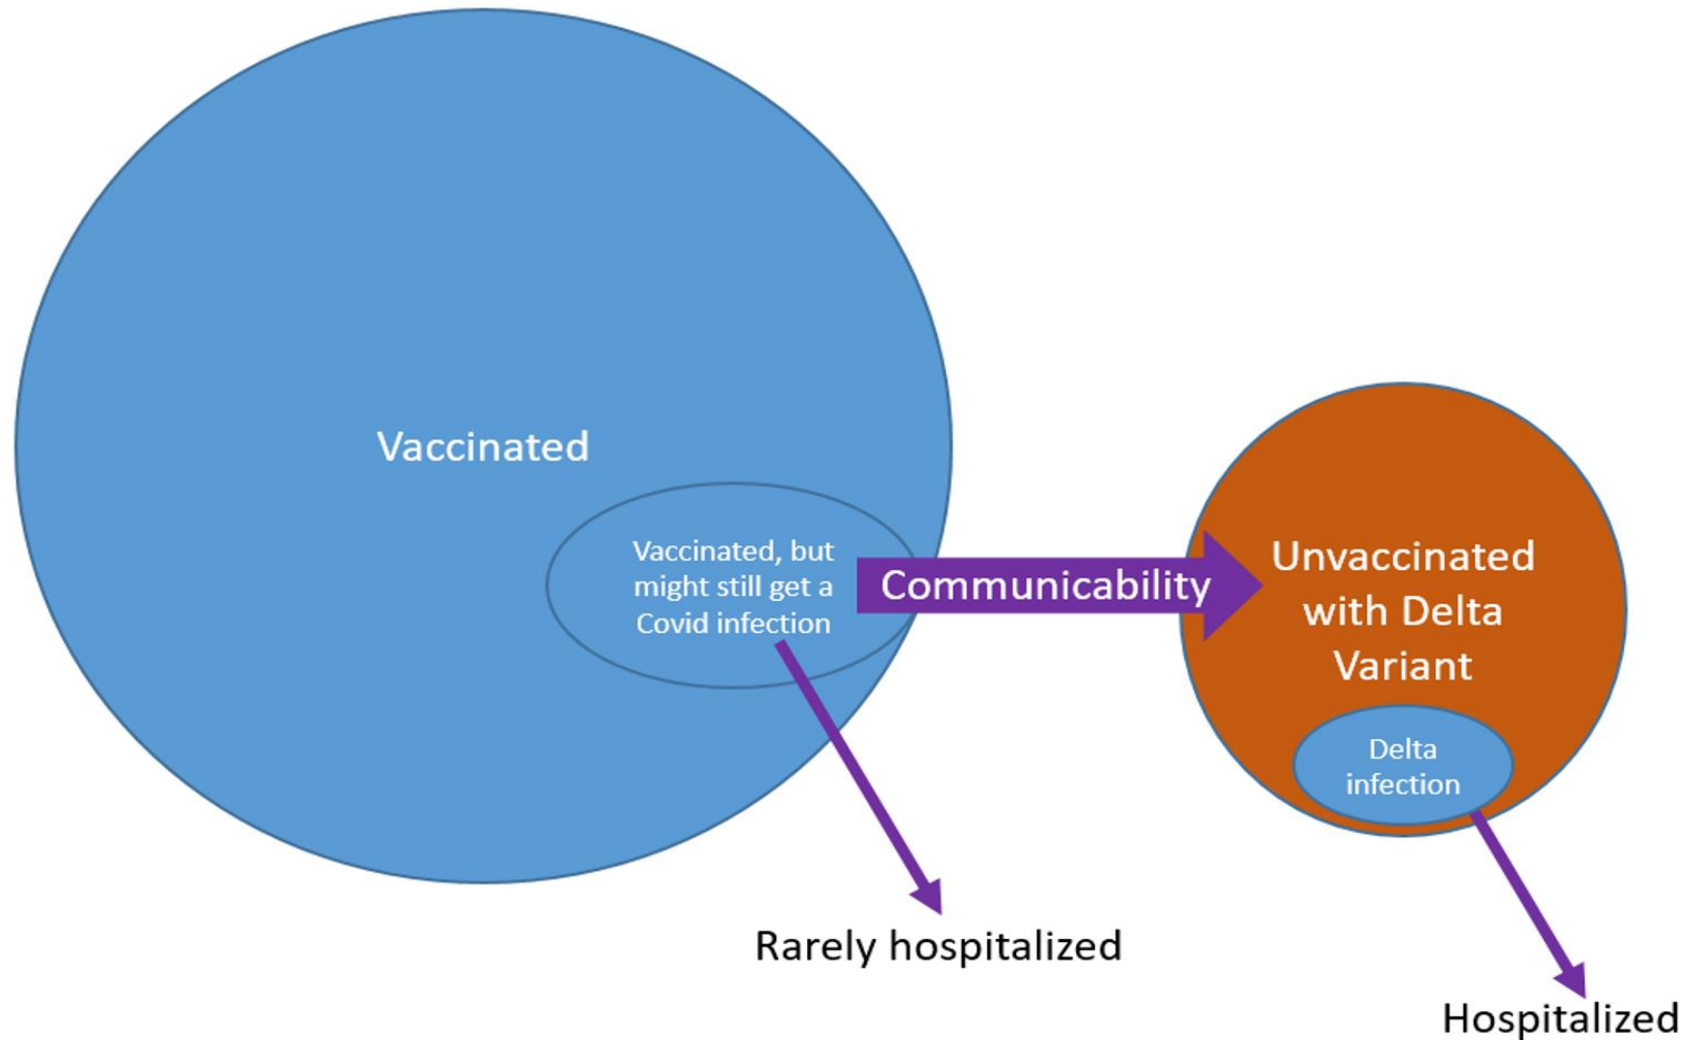 Vaccinated
Vaccinated, but
might still get a
Covid infection
Communicability
Unvaccinated
with Delta
Variant
Delta
infection
Rarely hospitalized
Hospitalized